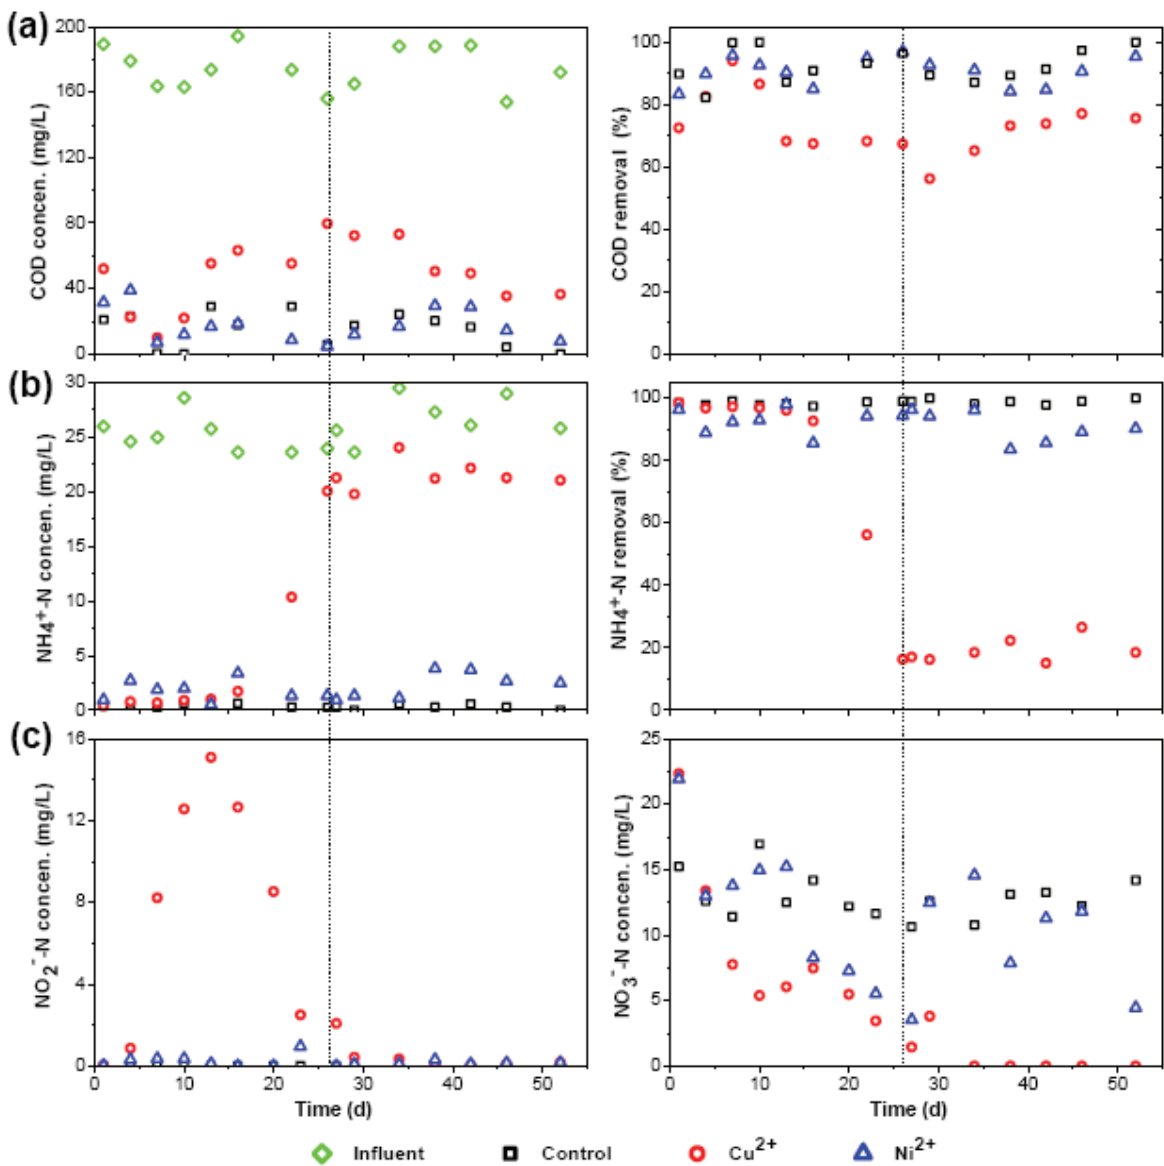 (a)
COD concen. (mg/L)
200
160
120
80
40
0
COD removal (%)
100
80
60
40
20
0
(b)
NH4⁺-N concen. (mg/L)
30
25
20
15
10
5
0
NH4⁺-N removal (%)
100
80
60
40
20
0
(c)
NO₂⁻-N concen. (mg/L)
16
12
8
4
0
0 10 20 30 40 50
Time (d)
NO₃⁻-N concen. (mg/L)
25
20
15
10
5
0
0 10 20 30 40 50
Time (d)
Influent Control Cu²⁺ Ni²⁺